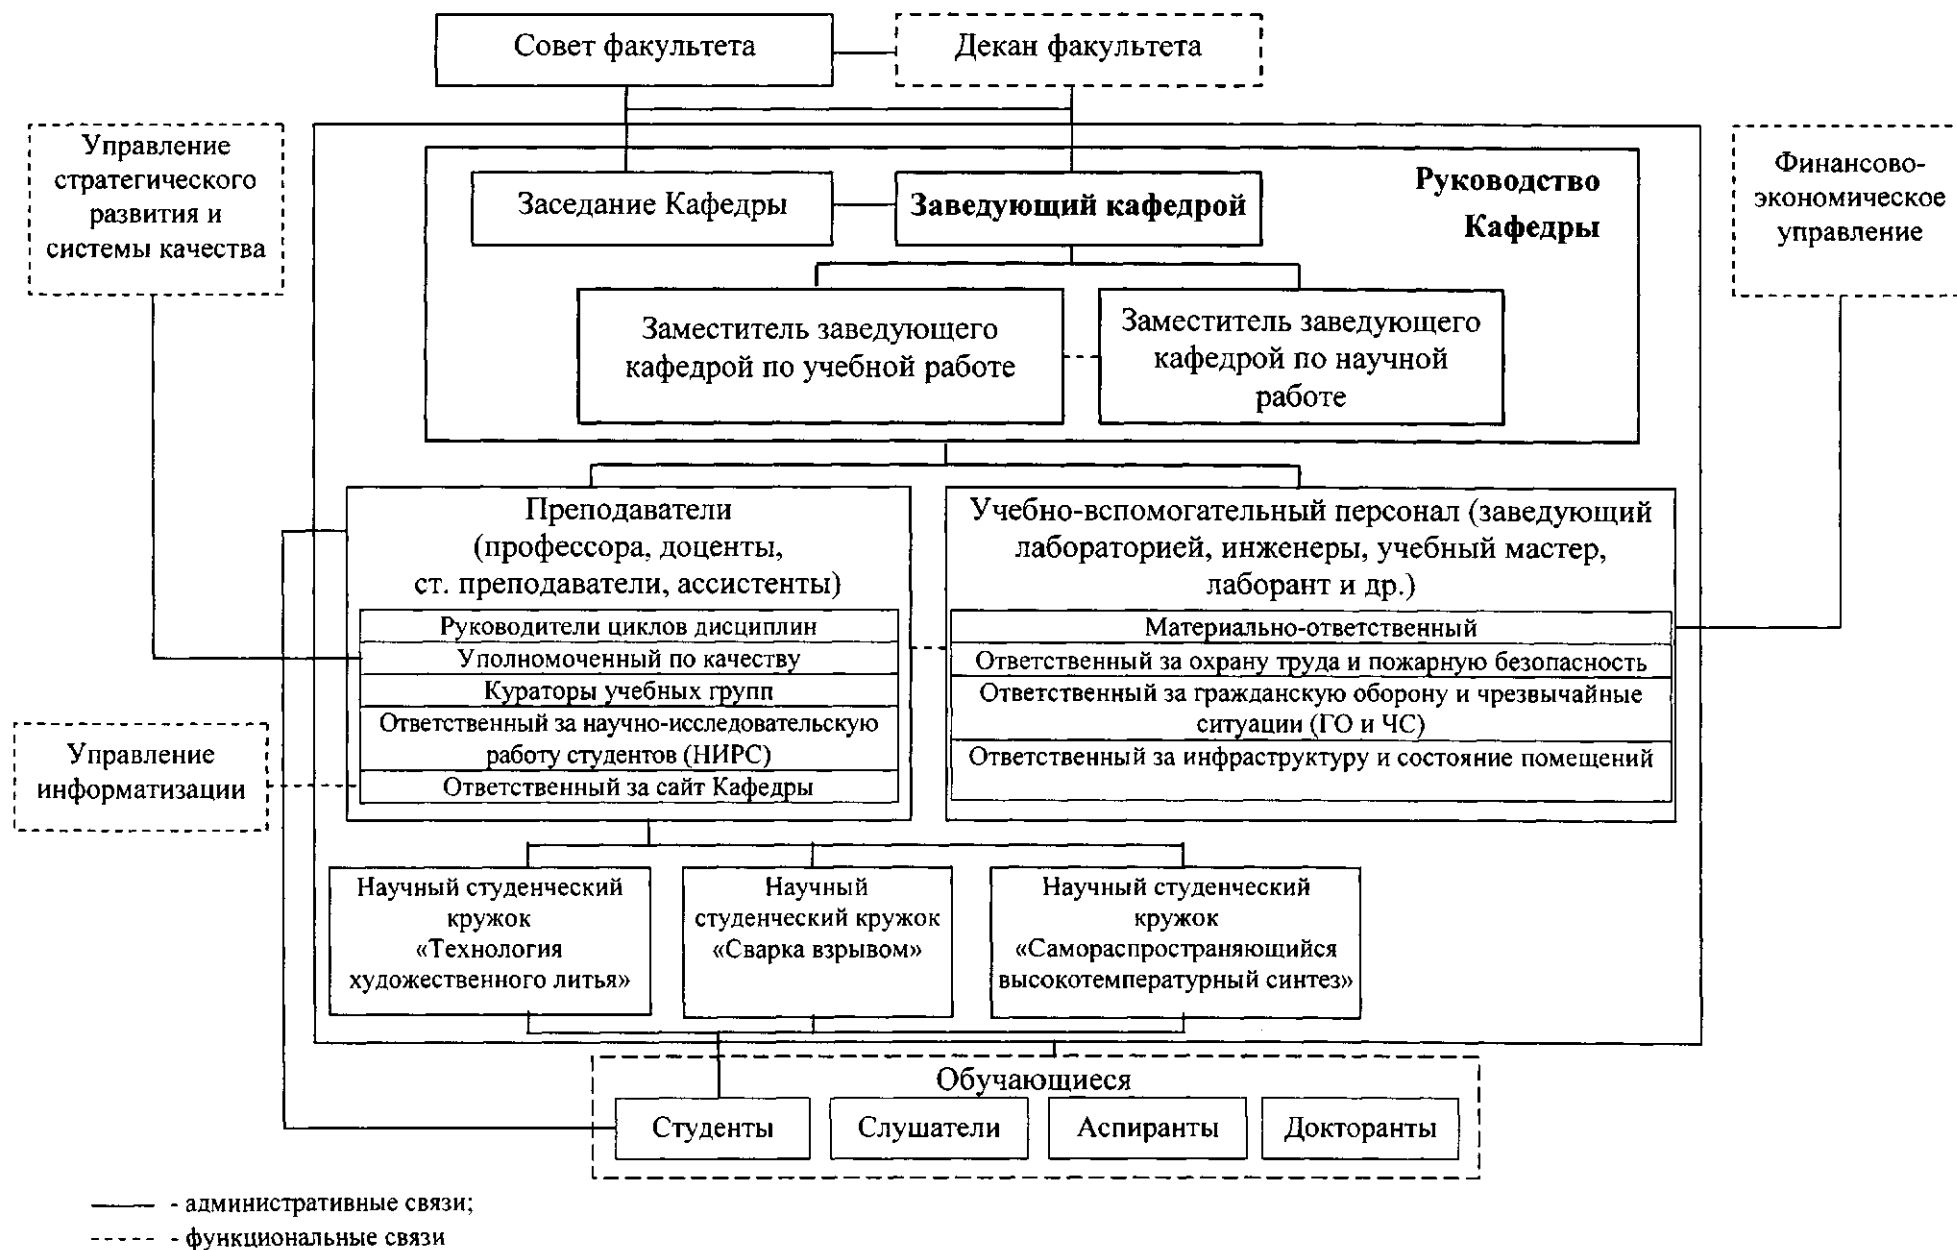 Совет факультета
Декан факультета
Управление
стратегического
развития и
системы качества
Финансово-
экономическое
управление
Руководство
Кафедры
Заседание Кафедры
Заведующий кафедрой
Заместитель заведующего
кафедрой по учебной работе
Заместитель заведующего
кафедрой по научной
работе
Преподаватели
(профессора, доценты,
ст. преподаватели, ассистенты)
Руководители циклов дисциплин
Уполномоченный по качеству
Кураторы учебных групп
Ответственный за научно-исследовательскую
работу студентов (НИРС)
Ответственный за сайт Кафедры
Учебно-вспомогательный персонал (заведующий
лабораторией, инженеры, учебный мастер,
лаборант и др.)
Материально-ответственный
Ответственный за охрану труда и пожарную безопасность
Ответственный за гражданскую оборону и чрезвычайные
ситуации (ГО и ЧС)
Ответственный за инфраструктуру и состояние помещений
Управление
информатизации
Научный студенческий
кружок
«Технология
художественного литья»
Научный
студенческий кружок
«Сварка взрывом»
Научный студенческий
кружок
«Самораспространяющийся
высокотемпературный синтез»
Обучающиеся
Студенты
Слушатели
Аспиранты
Докторанты
- административные связи;
- функциональные связи